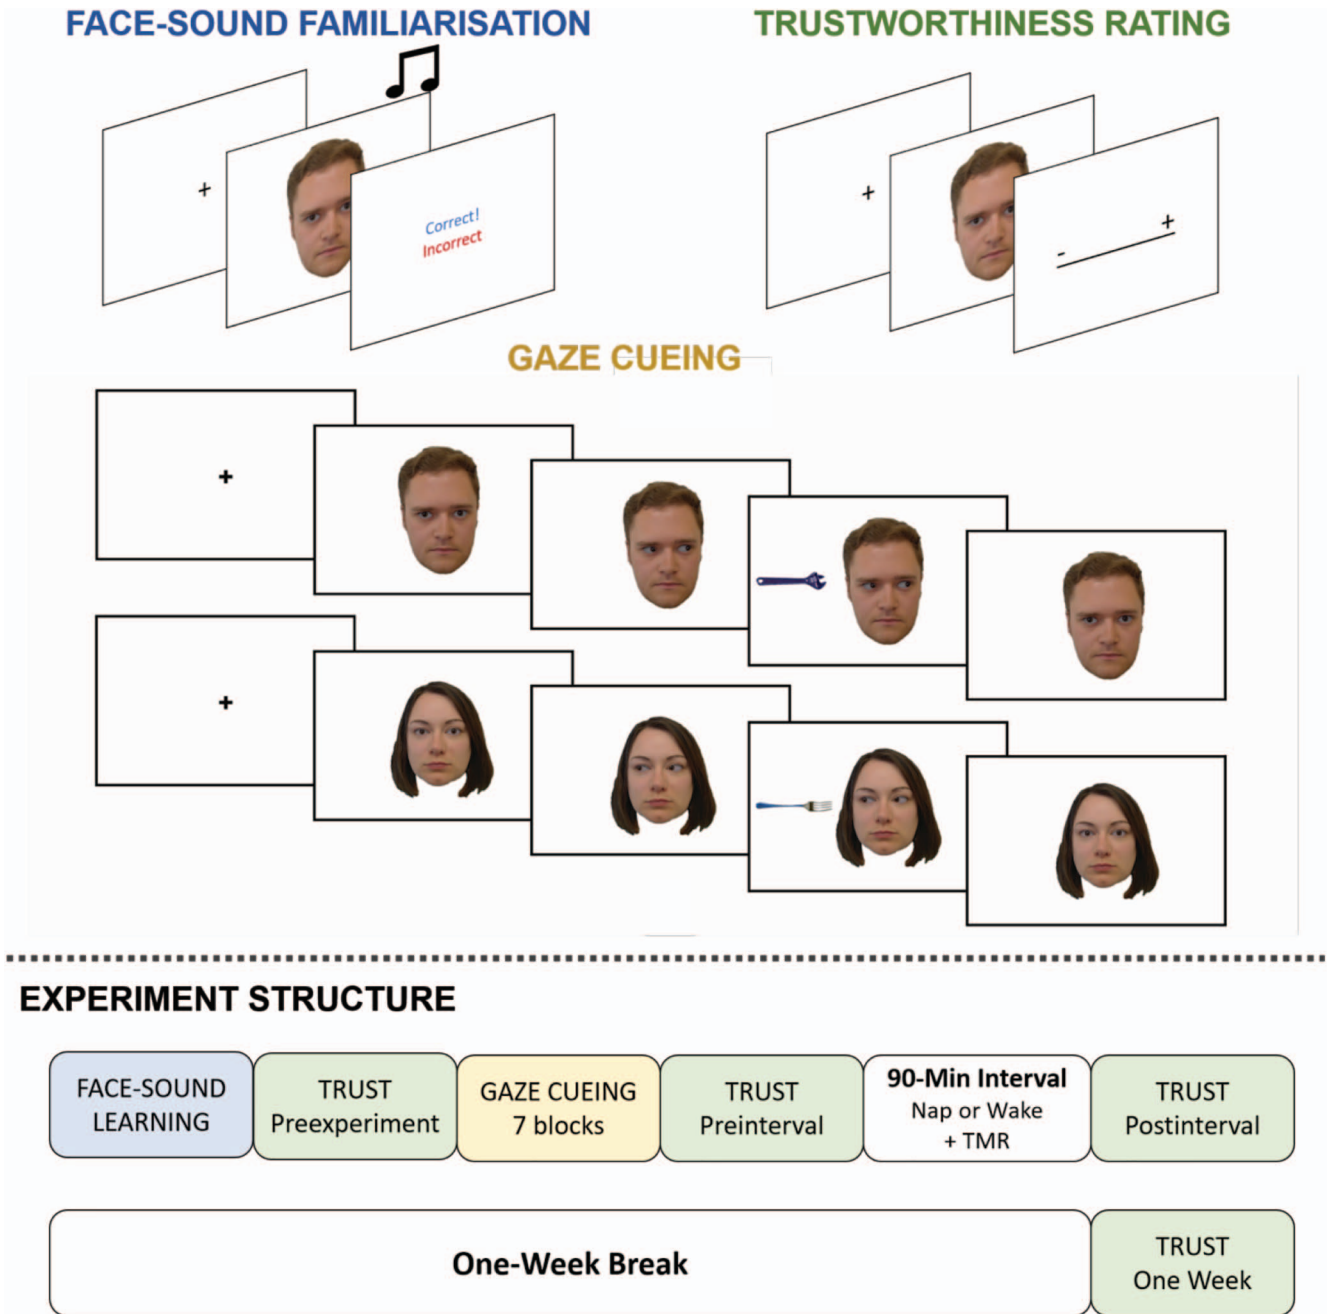 FACE-SOUND FAMILIARISATION
TRUSTWORTHINESS RATING
+
Correct!
Incorrect
+
- +
GAZE CUEING
+
+
EXPERIMENT STRUCTURE
FACE-SOUND
LEARNING
TRUST
Preexperiment
GAZE CUEING
7 blocks
TRUST
Preinterval
90-Min Interval
Nap or Wake
+ TMR
TRUST
Postinterval
One-Week Break
TRUST
One Week